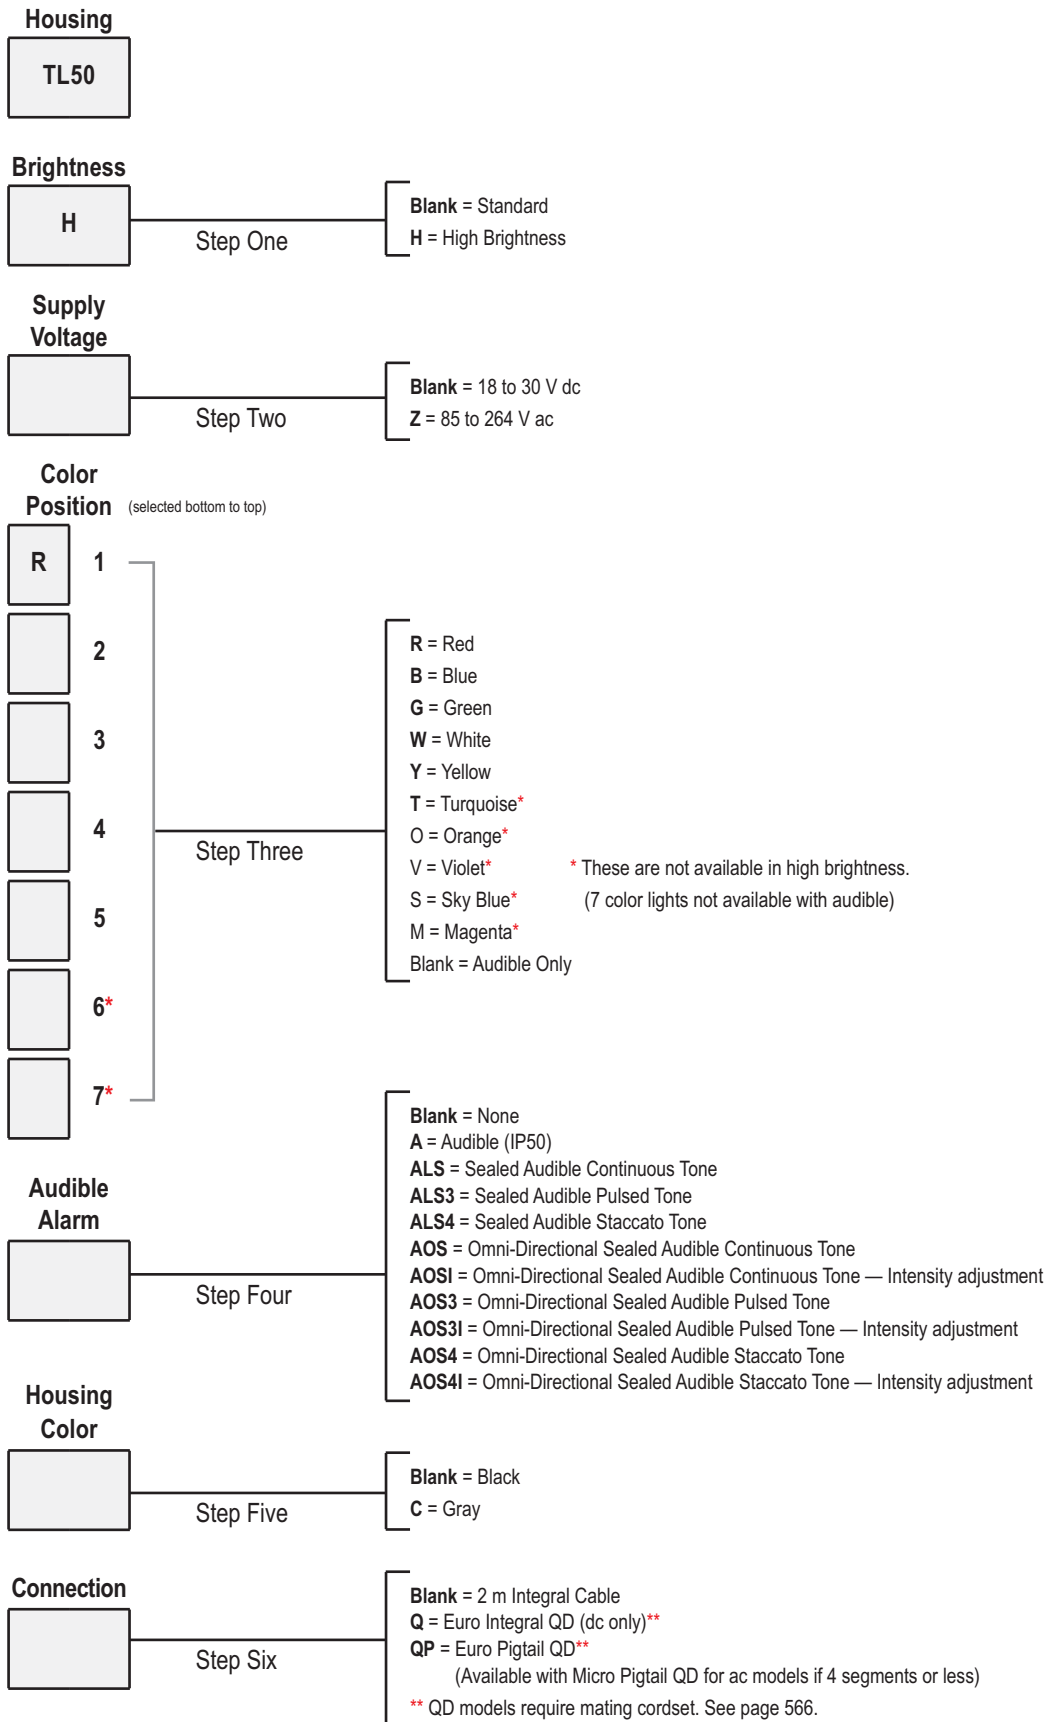 Housing
TL50
Brightness
H
Step One
Blank = Standard
H = High Brightness
Supply
Voltage
Step Two
Blank = 18 to 30 V dc
Z = 85 to 264 V ac
Color
Position (selected bottom to top)
R 1
2
3
4
5
6*
7*
Step Three
R = Red
B = Blue
G = Green
W = White
Y = Yellow
T = Turquoise*
O = Orange*
V = Violet* * These are not available in high brightness.
S = Sky Blue* (7 color lights not available with audible)
M = Magenta*
Blank = Audible Only
Audible
Alarm
Step Four
Blank = None
A = Audible (IP50)
ALS = Sealed Audible Continuous Tone
ALS3 = Sealed Audible Pulsed Tone
ALS4 = Sealed Audible Staccato Tone
AOS = Omni-Directional Sealed Audible Continuous Tone
AOSI = Omni-Directional Sealed Audible Continuous Tone — Intensity adjustment
AOS3 = Omni-Directional Sealed Audible Pulsed Tone
AOS3I = Omni-Directional Sealed Audible Pulsed Tone — Intensity adjustment
AOS4 = Omni-Directional Sealed Audible Staccato Tone
AOS4I = Omni-Directional Sealed Audible Staccato Tone — Intensity adjustment
Housing
Color
Step Five
Blank = Black
C = Gray
Connection
Step Six
Blank = 2 m Integral Cable
Q = Euro Integral QD (dc only)**
QP = Euro Pigtail QD**
(Available with Micro Pigtail QD for ac models if 4 segments or less)
** QD models require mating cordset. See page 566.